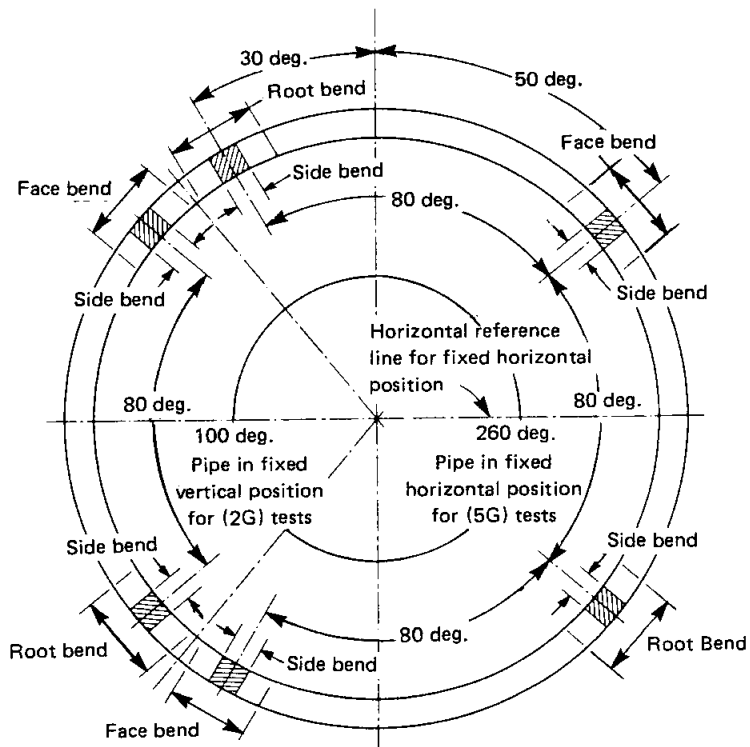 30 deg.
50 deg.
Root bend
Face bend
Face bend
Side bend
80 deg.
Side bend
Side bend
Horizontal reference
line for fixed horizontal
position
80 deg.
80 deg.
100 deg.
260 deg.
Pipe in fixed
vertical position
for (2G) tests
Pipe in fixed
horizontal position
for (5G) tests
Side bend
Side bend
Root bend
80 deg.
Root Bend
Side bend
Face bend